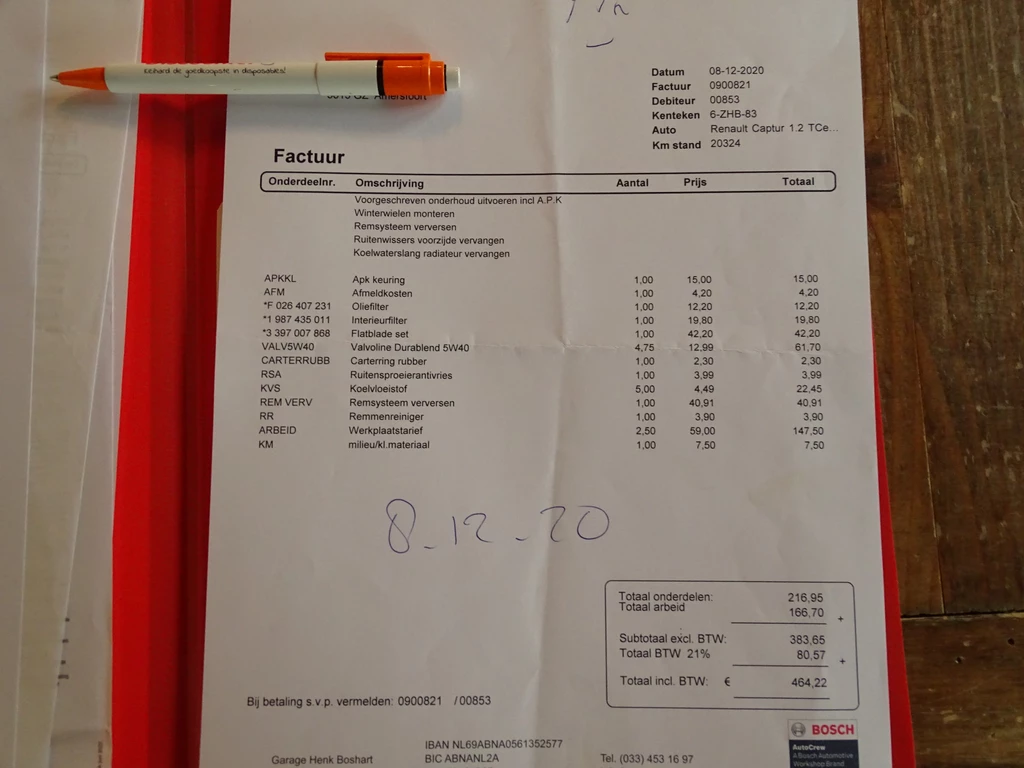 keihard de goedkoopste in disposables!
Amersfoort
Datum 08-12-2020
Factuur 0900821
Debiteur 00853
Kenteken 6-ZHB-83
Auto Renault Captur 1.2 TCe...
Km stand 20324
Factuur
Onderdeelnr. Omschrijving Aantal Prijs Totaal
Voorgeschreven onderhoud uitvoeren incl A.P.K
Winterwielen monteren
Remsysteem verversen
Ruitenwissers voorzijde vervangen
Koelwaterslang radiateur vervangen
APKKL Apk keuring 1,00 15,00 15,00
AFM Afmeldkosten 1,00 4,20 4,20
*F 026 407 231 Oliefilter 1,00 12,20 12,20
*1 987 435 011 Interieurfilter 1,00 19,80 19,80
*3 397 007 868 Flatblade set 1,00 42,20 42,20
VALV5W40 Valvoline Durablend 5W40 4,75 12,99 61,70
CARTERRUBB Carterring rubber 1,00 2,30 2,30
RSA Ruitensproeierantivries 1,00 3,99 3,99
KVS Koelvloeistof 5,00 4,49 22,45
REM VERV Remsysteem verversen 1,00 40,91 40,91
RR Remmenreiniger 1,00 3,90 3,90
ARBEID Werkplaatstarief 2,50 59,00 147,50
KM milieu/kl.materiaal 1,00 7,50 7,50
8-12-20
Totaal onderdelen: 216,95
Totaal arbeid 166,70 +
Subtotaal excl. BTW: 383,65
Totaal BTW 21% 80,57 +
Totaal incl. BTW: € 464,22
Bij betaling s.v.p. vermelden: 0900821 / 00853
BOSCH
AutoCrew
A Bosch Automotive
Workshop Brand
IBAN NL69ABNA0561352577
Garage Henk Boshart BIC ABNANL2A Tel. (033) 453 16 97